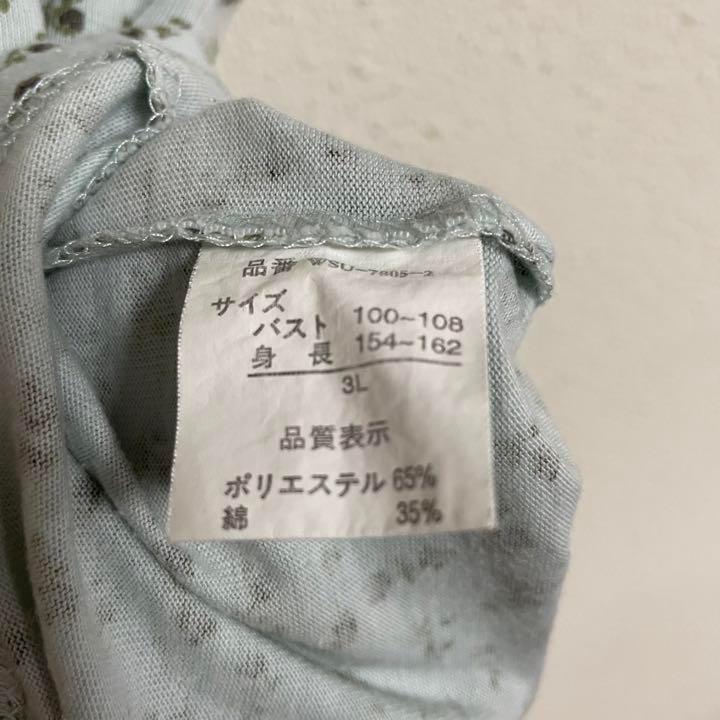 品番 WSU-7805-2
サイズ
バスト 100~108
身長 154~162
3L
品質表示
ポリエステル 65%
綿 35%